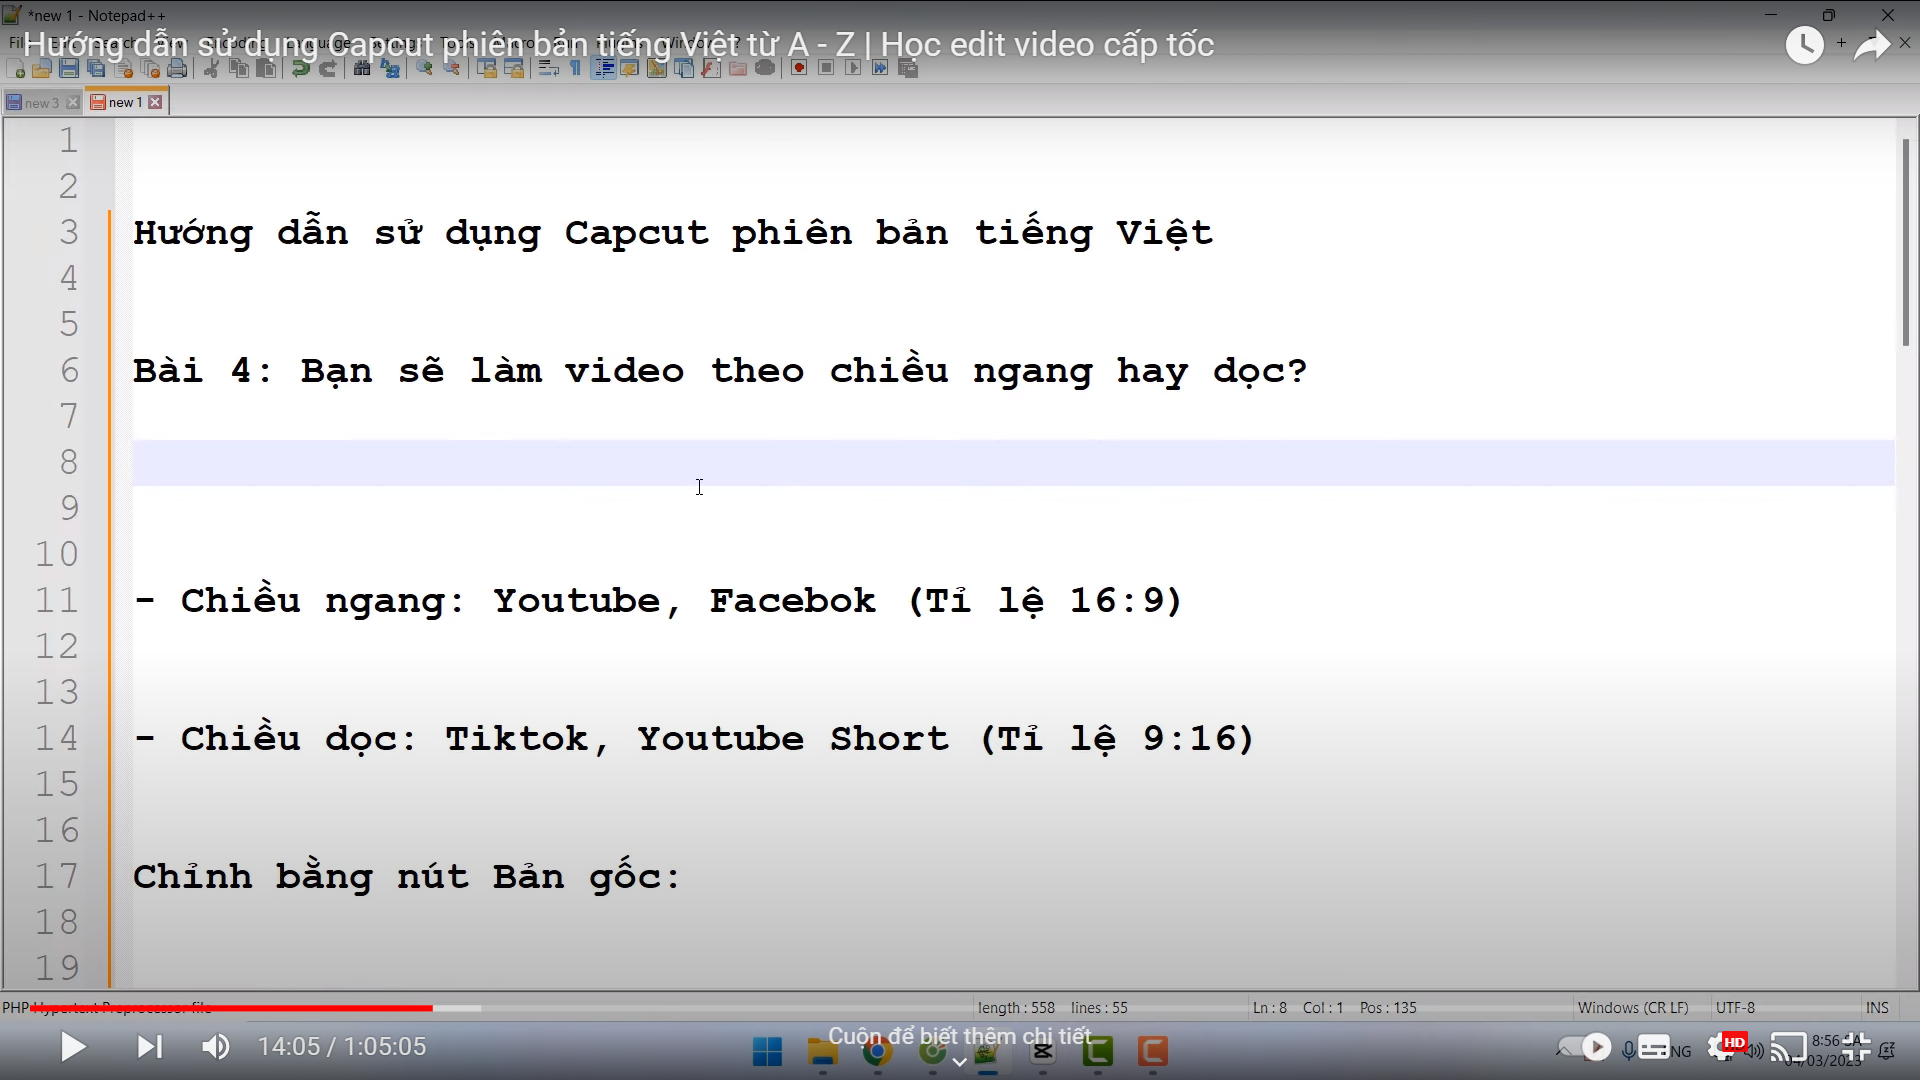 *new 1 - Notepad++
Hướng dẫn sử dụng Capcut phiên bản tiếng Việt từ A - Z | Học edit video cấp tốc
new 3
new 1
1
2
3 Hướng dẫn sử dụng Capcut phiên bản tiếng Việt
4
5
6 Bài 4: Bạn sẽ làm video theo chiều ngang hay dọc?
7
8
9
10
11 - Chiều ngang: Youtube, Facebok (Tỉ lệ 16:9)
12
13
14 - Chiều dọc: Tiktok, Youtube Short (Tỉ lệ 9:16)
15
16
17 Chỉnh bằng nút Bản gốc:
18
19
PHP Hypertext Preprocessor file length : 558 lines : 55 Ln : 8 Col : 1 Pos : 135 Windows (CR LF) UTF-8 INS
Cuộn để biết thêm chi tiết
14:05 / 1:05:05
HD
8:56 SA
04/03/2023